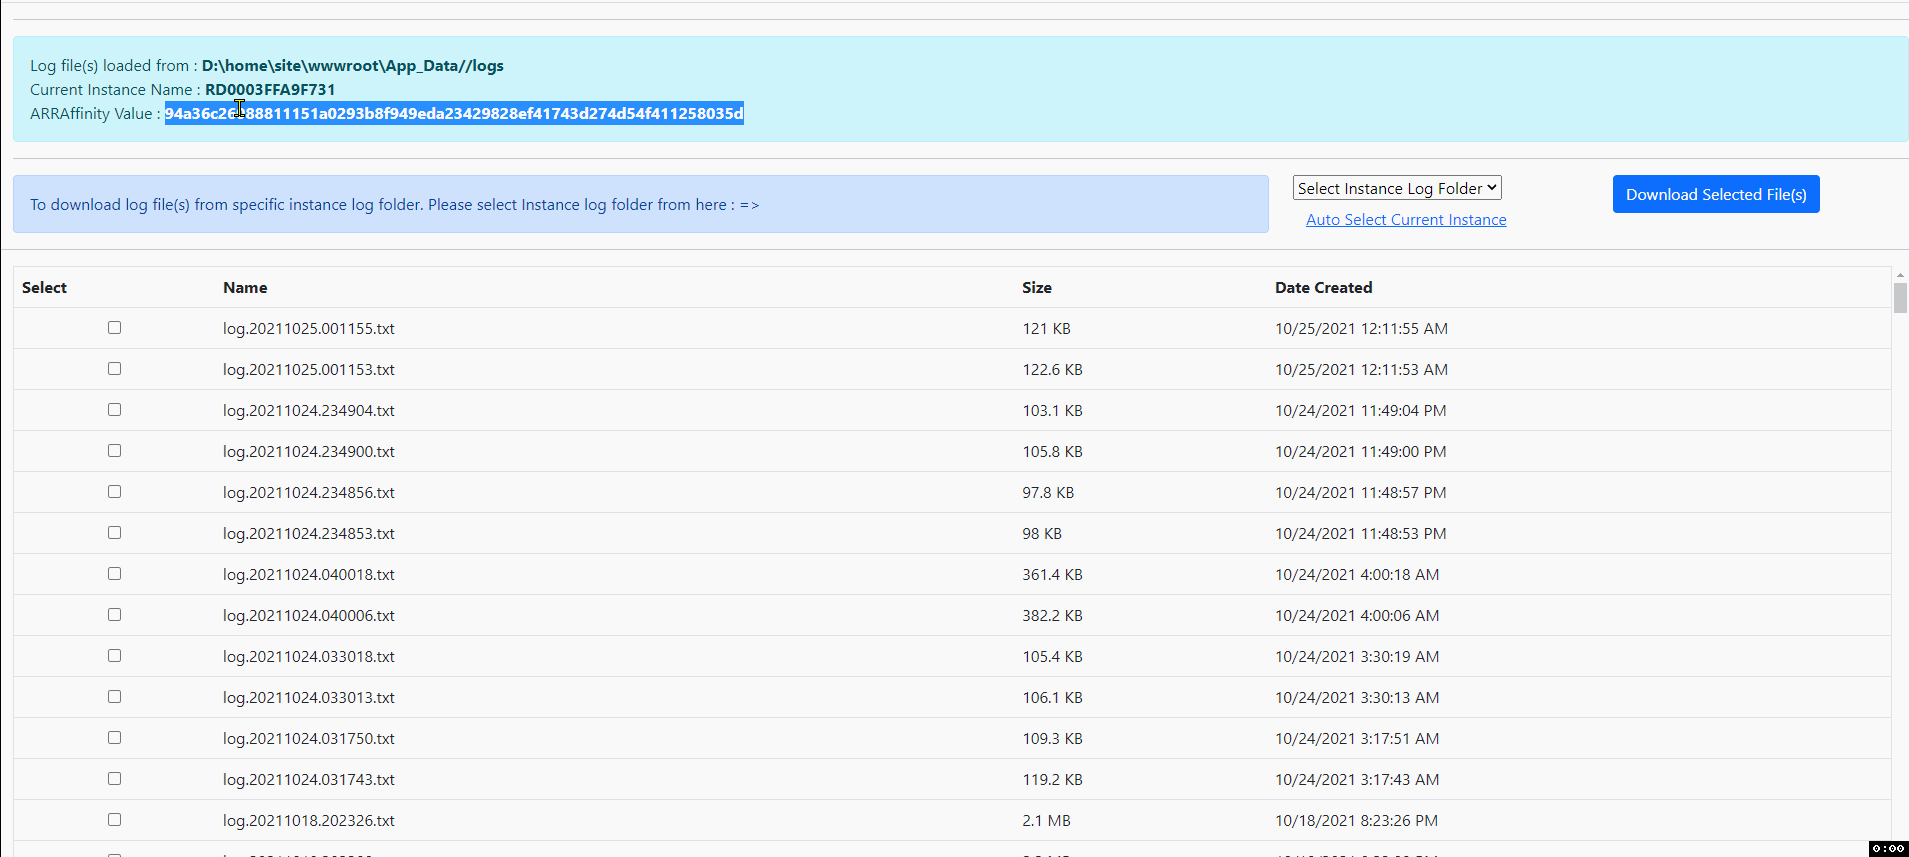 Log file(s) loaded from : D:\home\site\wwwroot\App_Data//logs
Current Instance Name : RD0003FFA9F731
ARRAffinity Value :
To download log file(s) from specific instance log folder. Please select Instance log folder from here : =>
Select Instance Log Folder
Auto Select Current Instance
Download Selected File(s)
Select Name Size Date Created
log.20211025.001155.txt 121 KB 10/25/2021 12:11:55 AM
log.20211025.001153.txt 122.6 KB 10/25/2021 12:11:53 AM
log.20211024.234904.txt 103.1 KB 10/24/2021 11:49:04 PM
log.20211024.234900.txt 105.8 KB 10/24/2021 11:49:00 PM
log.20211024.234856.txt 97.8 KB 10/24/2021 11:48:57 PM
log.20211024.234853.txt 98 KB 10/24/2021 11:48:53 PM
log.20211024.040018.txt 361.4 KB 10/24/2021 4:00:18 AM
log.20211024.040006.txt 382.2 KB 10/24/2021 4:00:06 AM
log.20211024.033018.txt 105.4 KB 10/24/2021 3:30:19 AM
log.20211024.033013.txt 106.1 KB 10/24/2021 3:30:13 AM
log.20211024.031750.txt 109.3 KB 10/24/2021 3:17:51 AM
log.20211024.031743.txt 119.2 KB 10/24/2021 3:17:43 AM
log.20211018.202326.txt 2.1 MB 10/18/2021 8:23:26 PM
0:00